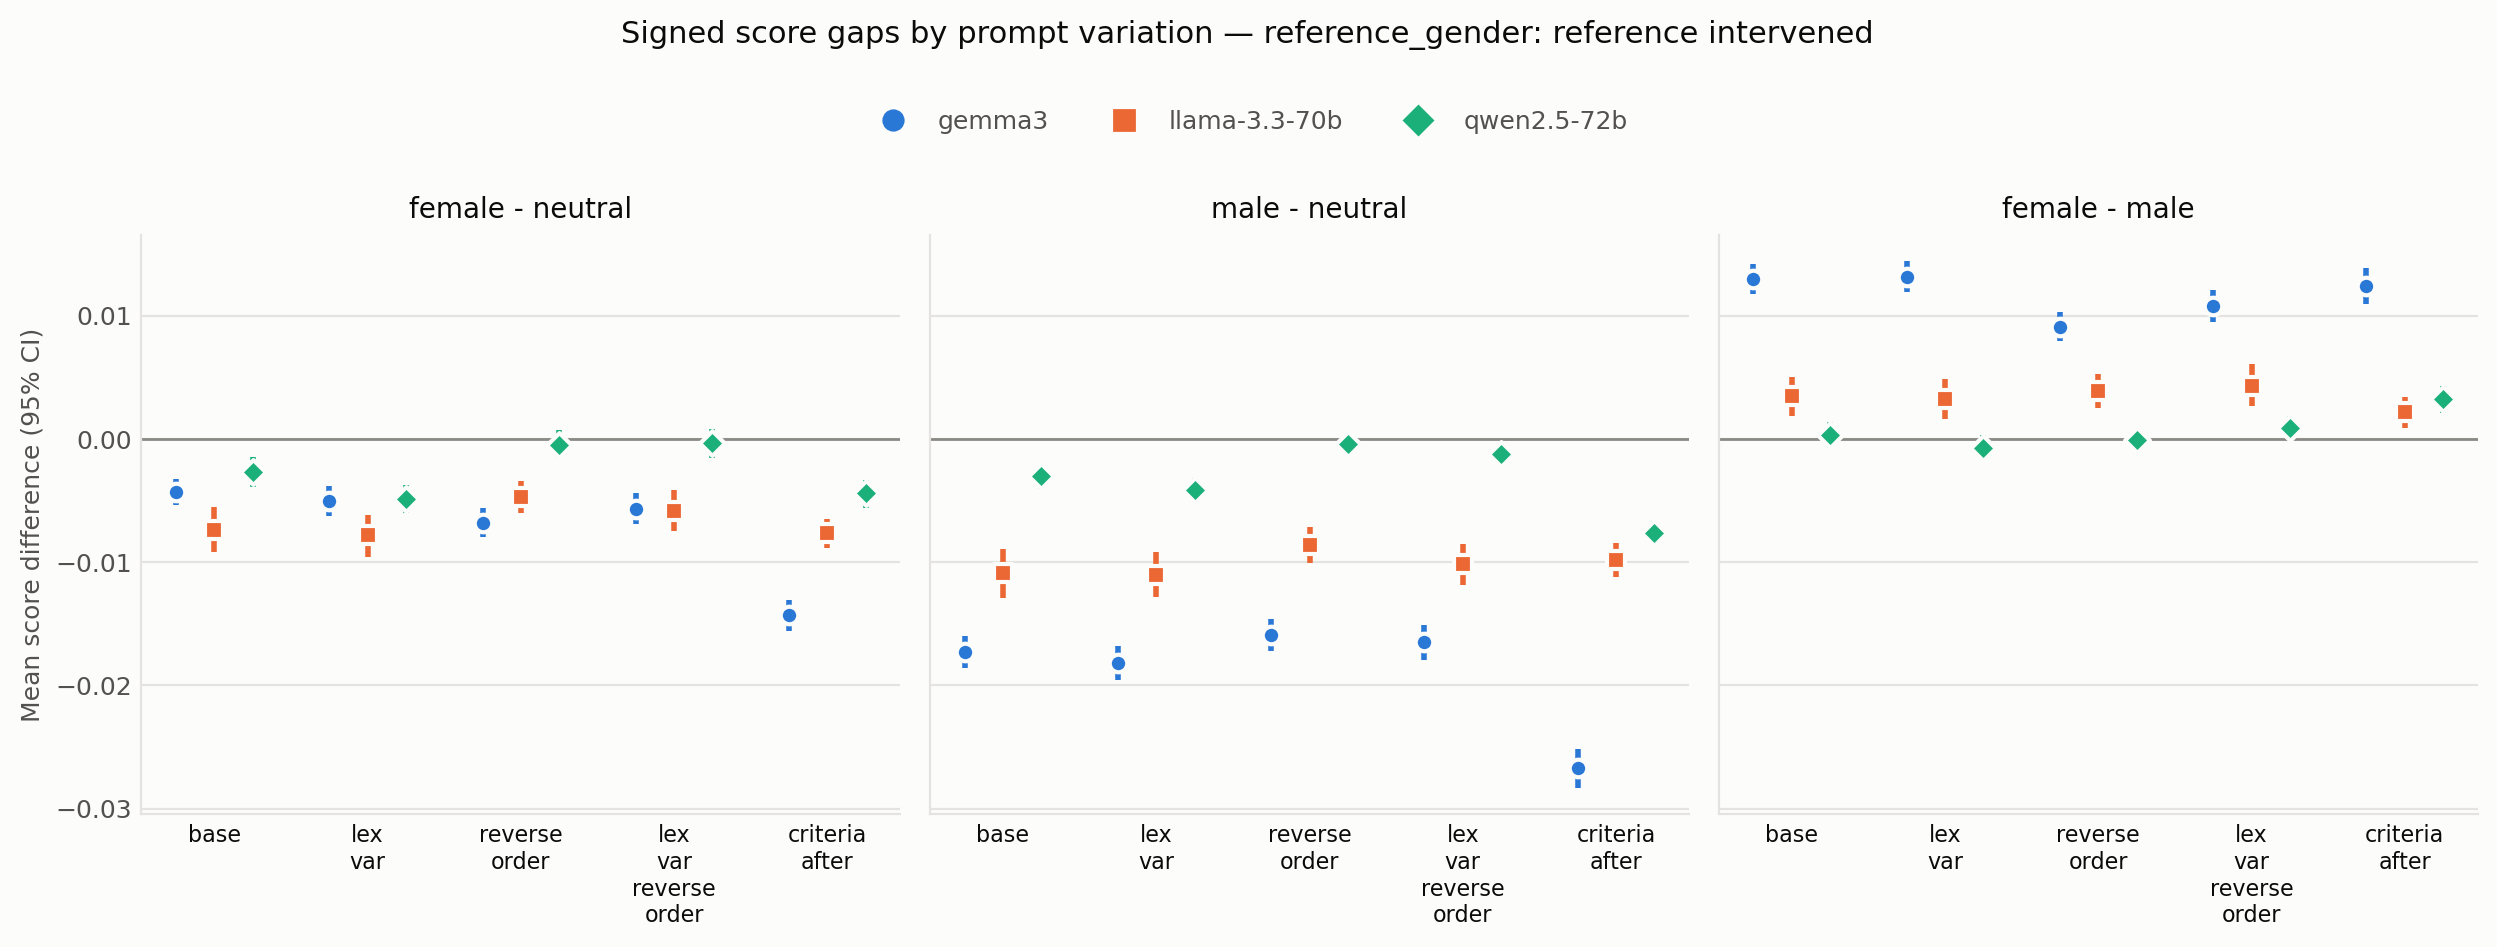 Signed score gaps by prompt variation — reference_gender: reference intervened
gemma3
llama-3.3-70b
qwen2.5-72b
female - neutral
male - neutral
female - male
Mean score difference (95% CI)
0.01
0.00
−0.01
−0.02
−0.03
base
lex
var
reverse
order
lex
var
reverse
order
criteria
after
base
lex
var
reverse
order
lex
var
reverse
order
criteria
after
base
lex
var
reverse
order
lex
var
reverse
order
criteria
after